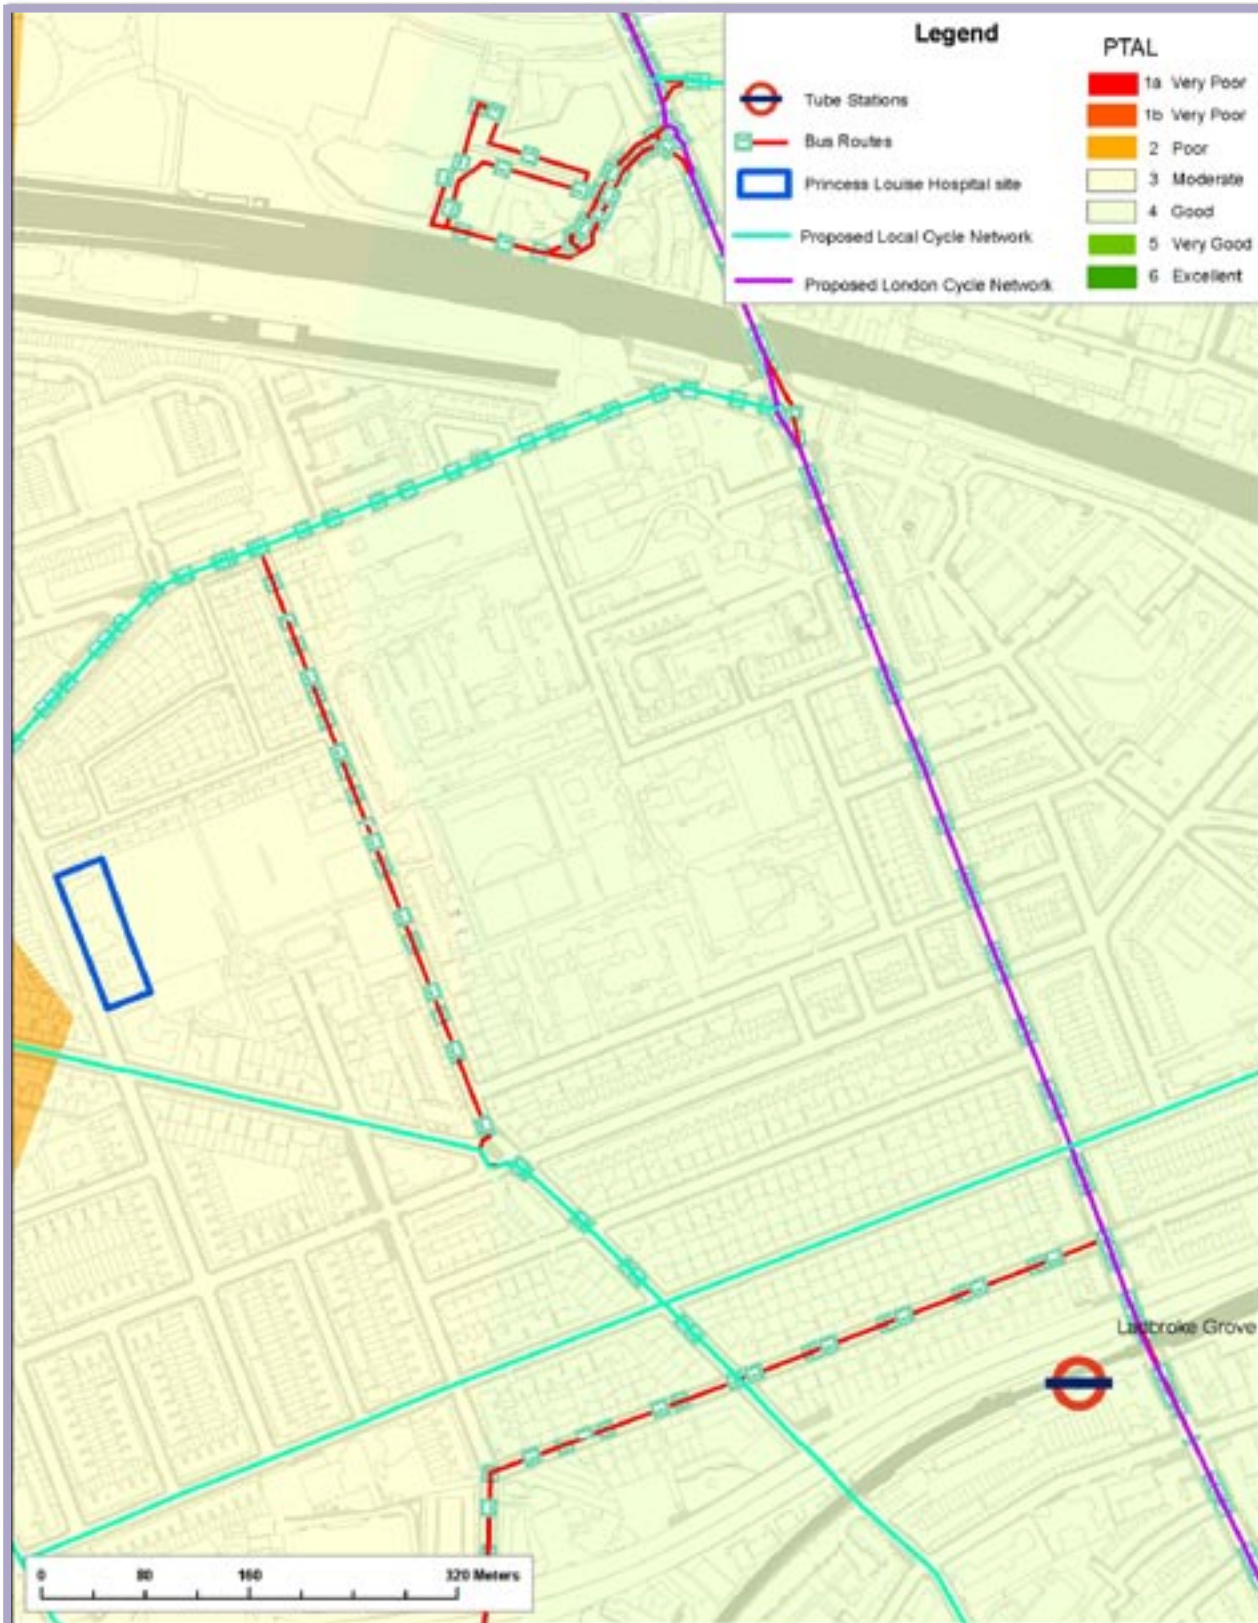 Legend
Tube Stations
Bus Routes
Princess Louise Hospital site
Proposed Local Cycle Network
Proposed London Cycle Network
PTAL
1a Very Poor
1b Very Poor
2 Poor
3 Moderate
4 Good
5 Very Good
6 Excellent
Ladbroke Grove
0 80 160 320 Meters